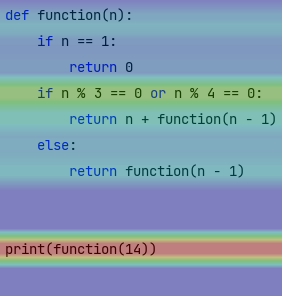 def function(n):
    if n == 1:
        return 0
    if n % 3 == 0 or n % 4 == 0:
        return n + function(n - 1)
    else:
        return function(n - 1)
print(function(14))